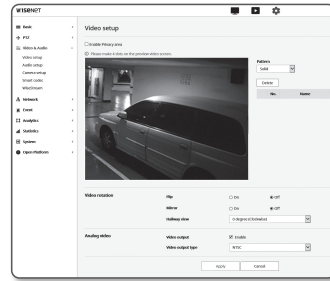 WISENET
Basic
PTZ
Video & Audio
Video setup
Audio setup
Camera setup
Smart codec
WiseStream
Network
Event
Analytics
Statistics
System
Open Platform
Video setup
Enable Privacy area
Please make 4 dots on the preview video screen.
Pattern
Solid
Delete
No. Name
Video rotation
Flip On Off
Mirror On Off
Hallway view 0 degree (Clockwise)
Analog video
Video output Enable
Video output type NTSC
Apply Cancel